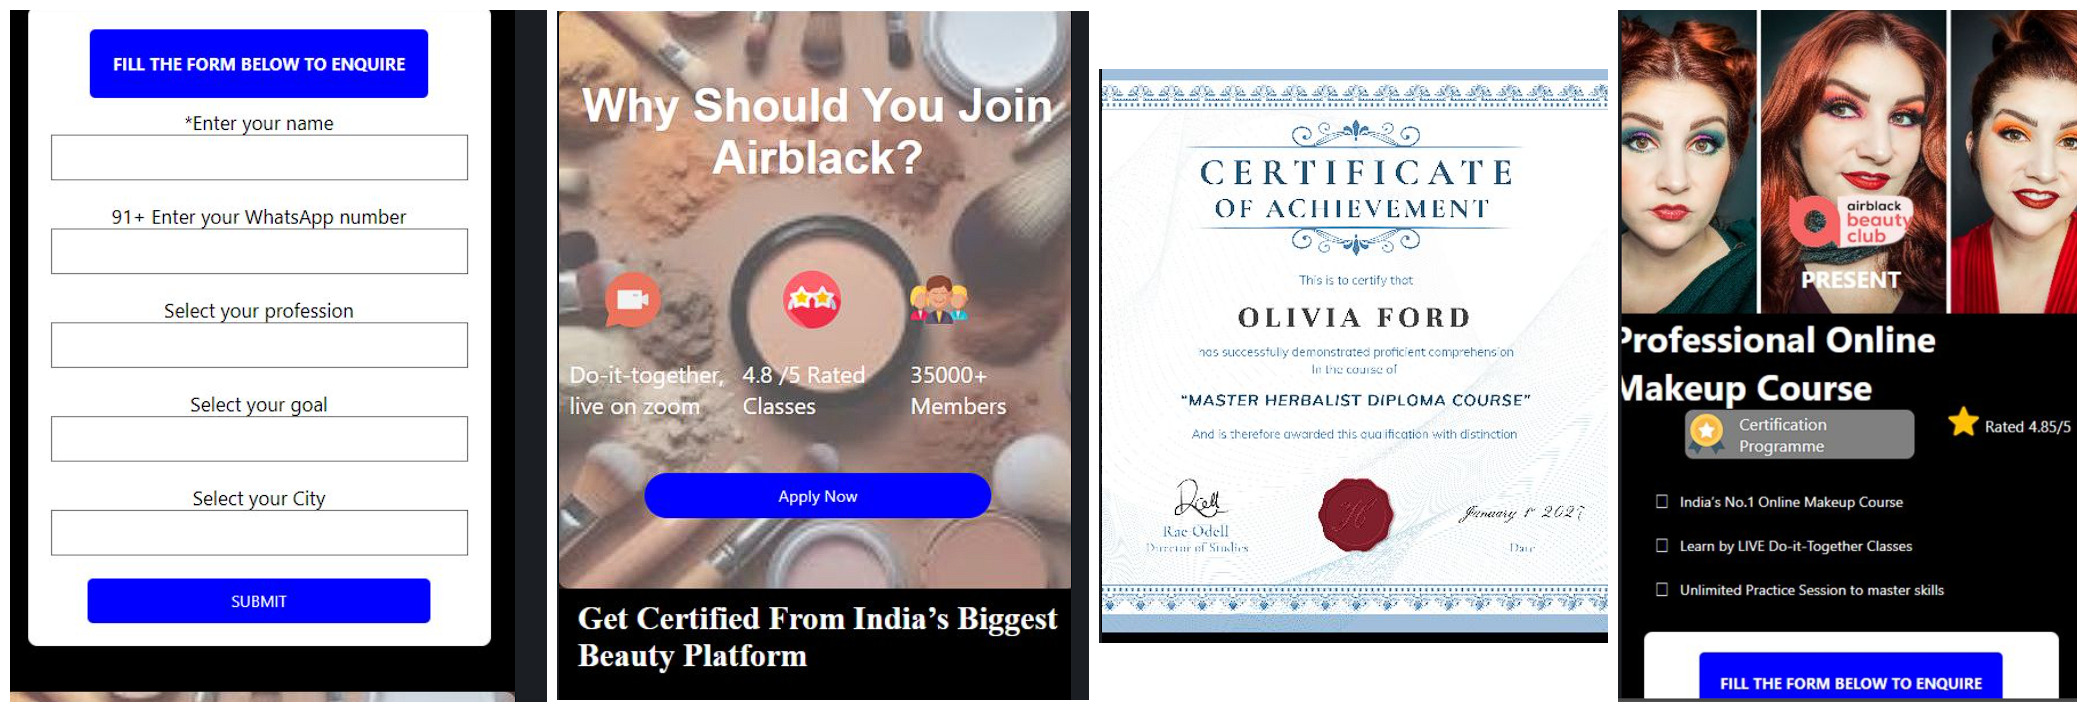 FILL THE FORM BELOW TO ENQUIRE
*Enter your name
91+ Enter your WhatsApp number
Select your profession
Select your goal
Select your City
SUBMIT
Why Should You Join
Airblack?
Do-it-together,
live on zoom
4.8 /5 Rated
Classes
35000+
Members
Apply Now
Get Certified From India’s Biggest
Beauty Platform
CERTIFICATE
OF ACHIEVEMENT
This is to certify that
OLIVIA FORD
has successfully demonstrated proficient comprehension
In the course of
“MASTER HERBALIST DIPLOMA COURSE”
And is therefore awarded this qualification with distinction
Rae Odell
Director of Studies
January 1st 2027
Date
airblack
beauty
club
PRESENT
Professional Online
Makeup Course
Certification
Programme
Rated 4.85/5
India's No.1 Online Makeup Course
Learn by LIVE Do-it-Together Classes
Unlimited Practice Session to master skills
FILL THE FORM BELOW TO ENQUIRE